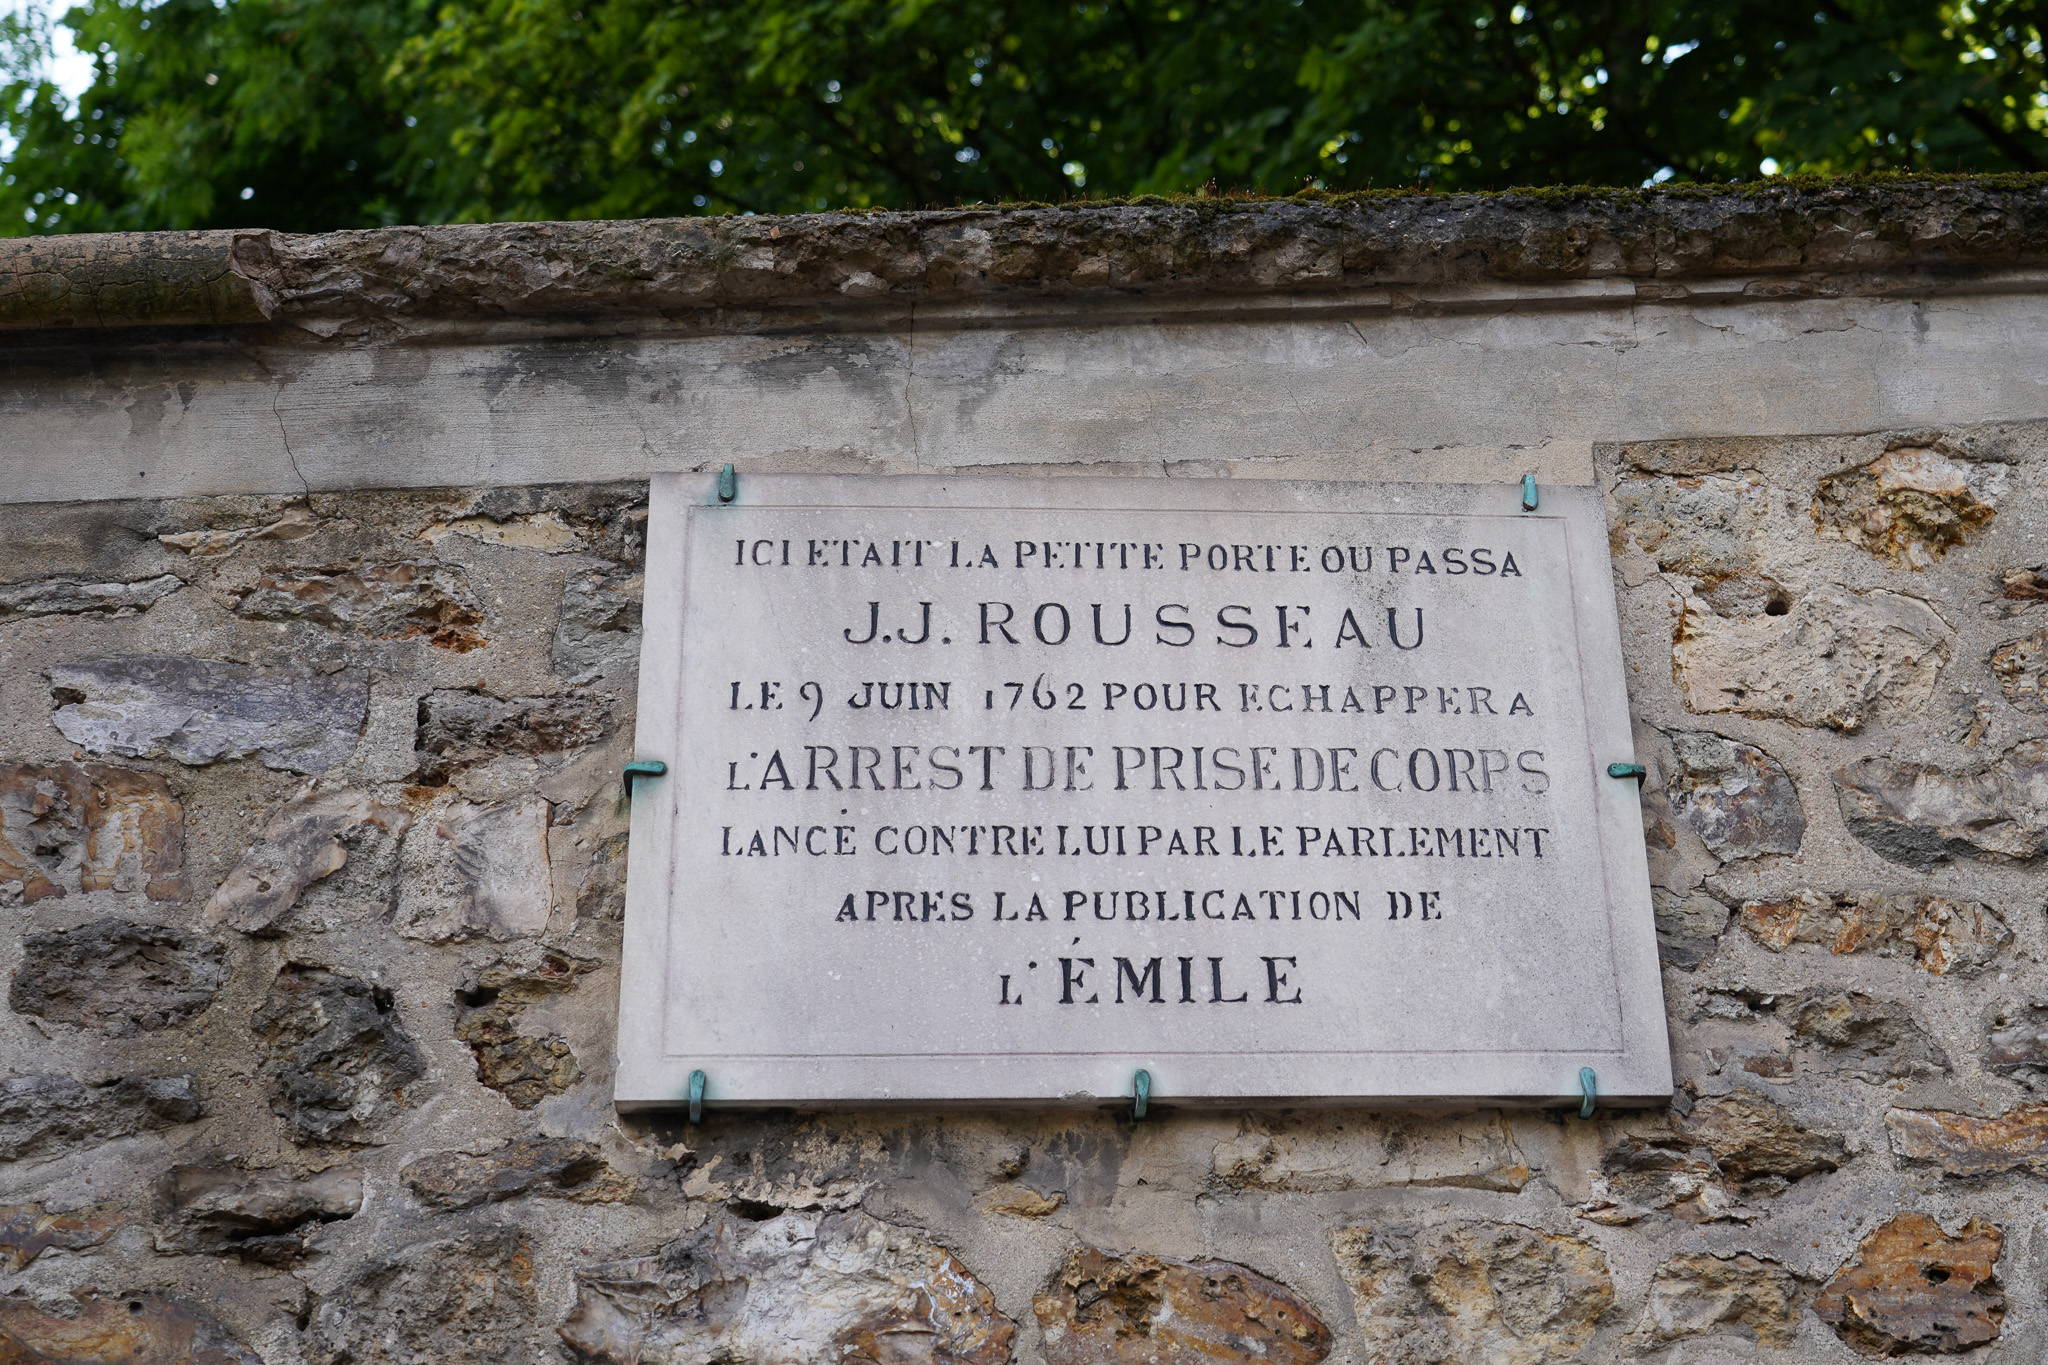 ICI ETAIT LA PETITE PORTE OU PASSA
J.J. ROUSSEAU
LE 9 JUIN 1762 POUR ECHAPPER A
L'ARREST DE PRISE DE CORPS
LANCÉ CONTRE LUI PAR LE PARLEMENT
APRES LA PUBLICATION DE
L'ÉMILE